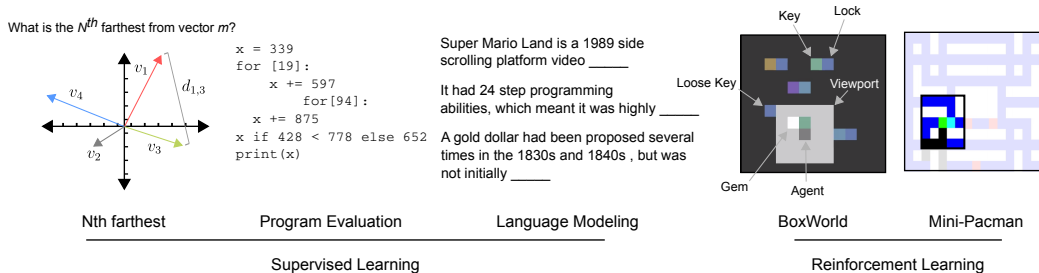 What is the Nth farthest from vector m?
v1
d1,3
v4
v2
v3
x = 339
for [19]:
x += 597
for[94]:
x += 875
x if 428 < 778 else 652
print(x)
Super Mario Land is a 1989 side
scrolling platform video _____
It had 24 step programming
abilities, which meant it was highly _____
A gold dollar had been proposed several
times in the 1830s and 1840s , but was
not initially _____
Key
Lock
Loose Key
Viewport
Gem
Agent
Nth farthest
Program Evaluation
Language Modeling
BoxWorld
Mini-Pacman
Supervised Learning
Reinforcement Learning